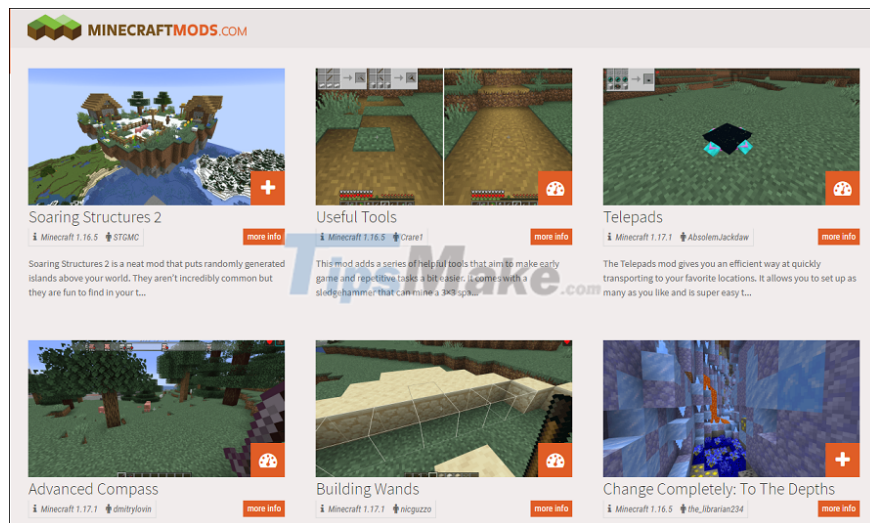 MINECRAFTMODS.COM
Soaring Structures 2
Minecraft 1.16.5 STGMC more info
Soaring Structures 2 is a neat mod that puts randomly generated
islands above your world. They aren't incredibly common but
they are fun to find in your t...
Useful Tools
Minecraft 1.16.5 Crare1 more info
This mod adds a series of helpful tools that aim to make early
game and repetitive tasks a bit easier. It comes with a
sledgehammer that can mine a 3×3 spa...
Telepads
Minecraft 1.17.1 AbsolemJackdaw more info
The Telepads mod gives you an efficient way at quickly
transporting to your favorite locations. It allows you to set up as
many as you like and is super easy t...
TipsMake.com
Advanced Compass
Minecraft 1.17.1 dmitrylovin more info
Building Wands
Minecraft 1.17.1 nicguzzo more info
Change Completely: To The Depths
Minecraft 1.16.5 the_librarian234 more info